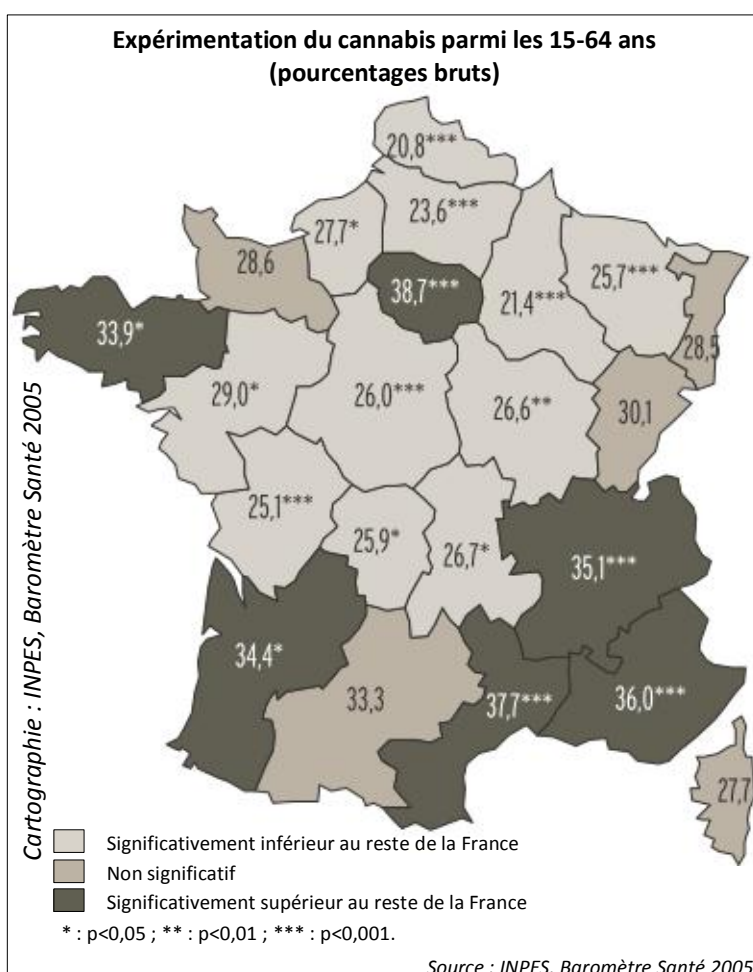 Expérimentation du cannabis parmi les 15-64 ans
(pourcentages bruts)
20,8***
23,6***
27,7*
28,6
38,7***
21,4***
25,7***
28,5
33,9*
29,0*
26,0***
26,6**
30,1
25,1***
25,9*
26,7*
35,1***
34,4*
33,3
37,7***
36,0***
27,7
Cartographie : INPES, Baromètre Santé 2005
Significativement inférieur au reste de la France
Non significatif
Significativement supérieur au reste de la France
* : p<0,05 ; ** : p<0,01 ; *** : p<0,001.
Source : INPES, Baromètre Santé 2005